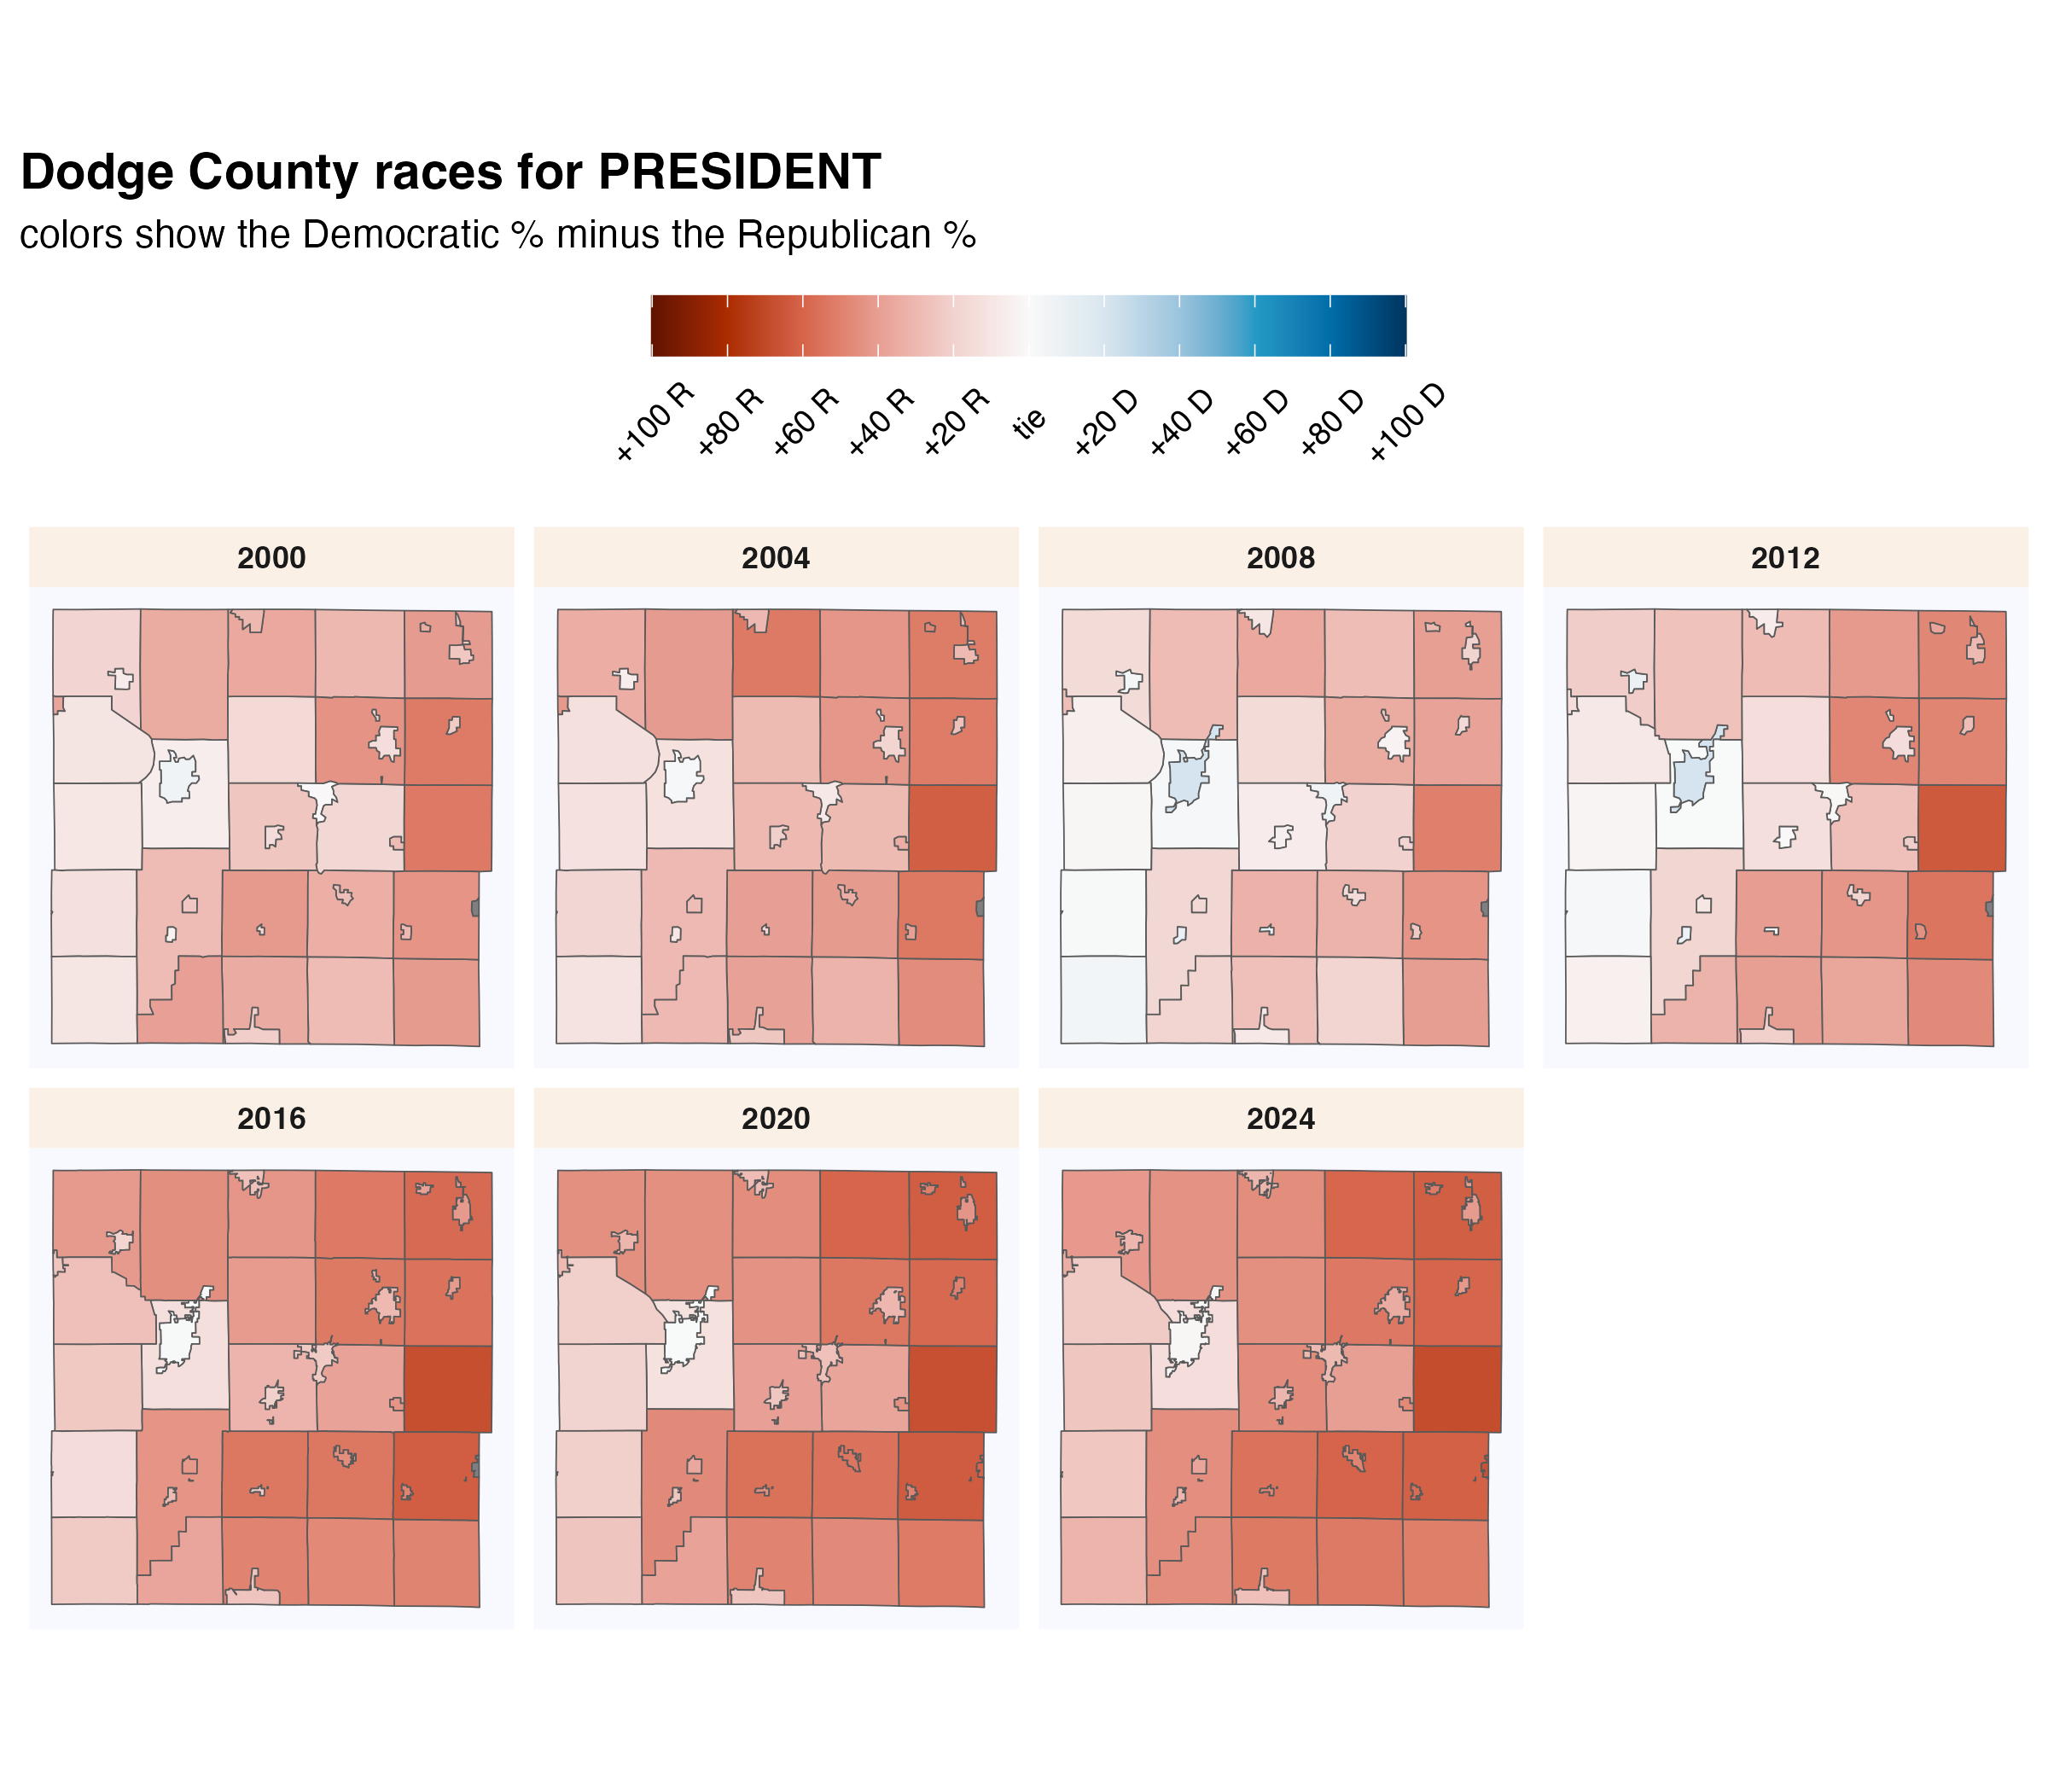 Dodge County races for PRESIDENT
colors show the Democratic % minus the Republican %
+100 R
+80 R
+60 R
+40 R
+20 R
tie
+20 D
+40 D
+60 D
+80 D
+100 D
2000
2004
2008
2012
2016
2020
2024